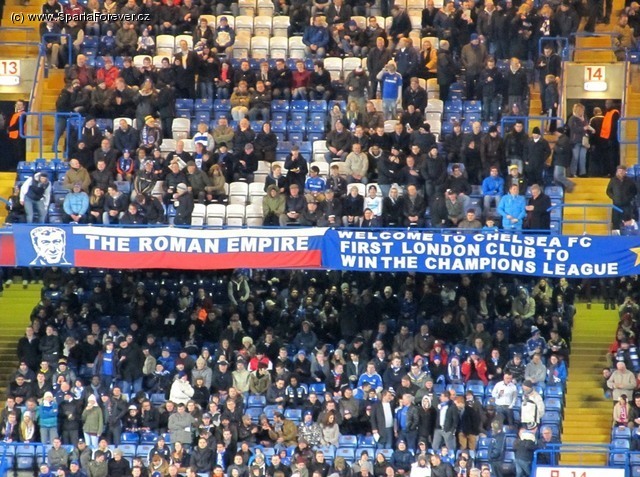 (c) www.SpartaForever.cz
13
14
THE ROMAN EMPIRE
WELCOME TO CHELSEA FC
FIRST LONDON CLUB TO
WIN THE CHAMPIONS LEAGUE
14